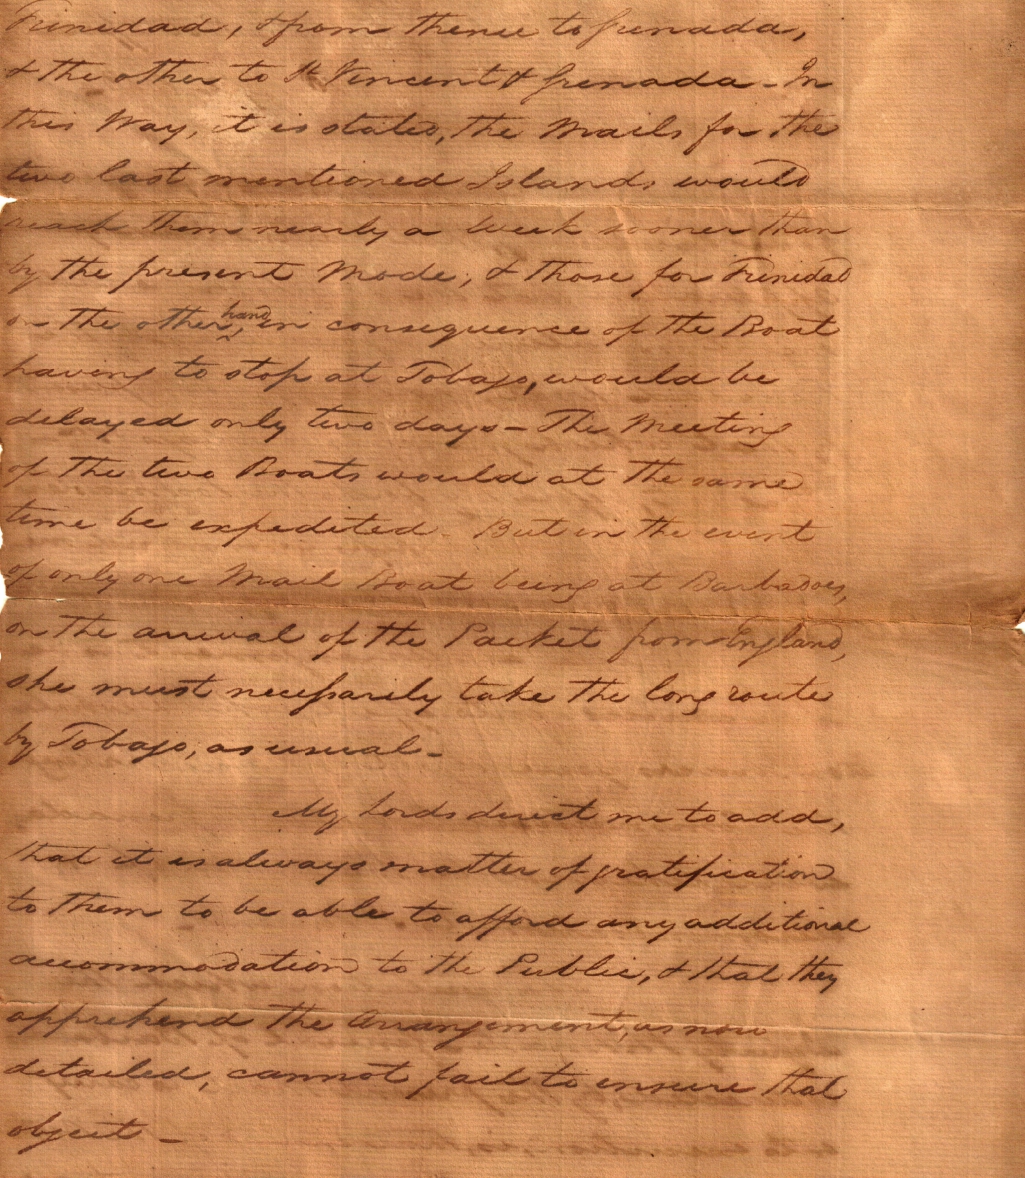 Trinidad, & from thence to Grenada,
& the other to St Vincent & Grenada – In
this Way, it is stated, the Mails for the
two last mentioned Islands would
reach them nearly a Week sooner than
by the present Mode; & those for Trinidad
on the other hand, in consequence of the Boat
having to stop at Tobago, would be
delayed only two days – The Meeting
of the two Boats would at the same
time be expedited. But in the event
of only one Mail Boat being at Barbadoes,
on the arrival of the Packet from England,
she must necessarily take the long route
by Tobago, as usual –
My Lords direct me to add,
that it is always matter of gratification
to them to be able to afford any additional
accommodation to the Public, & that they
apprehend the Arrangement, as now
detailed, cannot fail to ensure that
object –